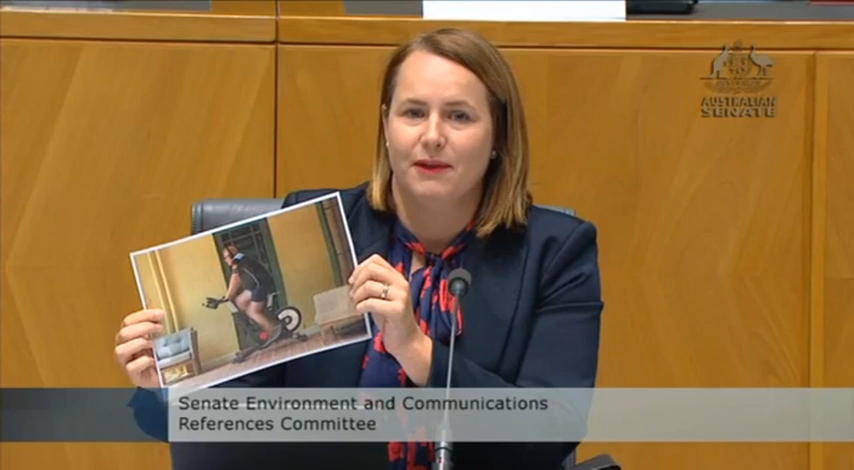 AUSTRALIAN
SENATE
Senate Environment and Communications
References Committee